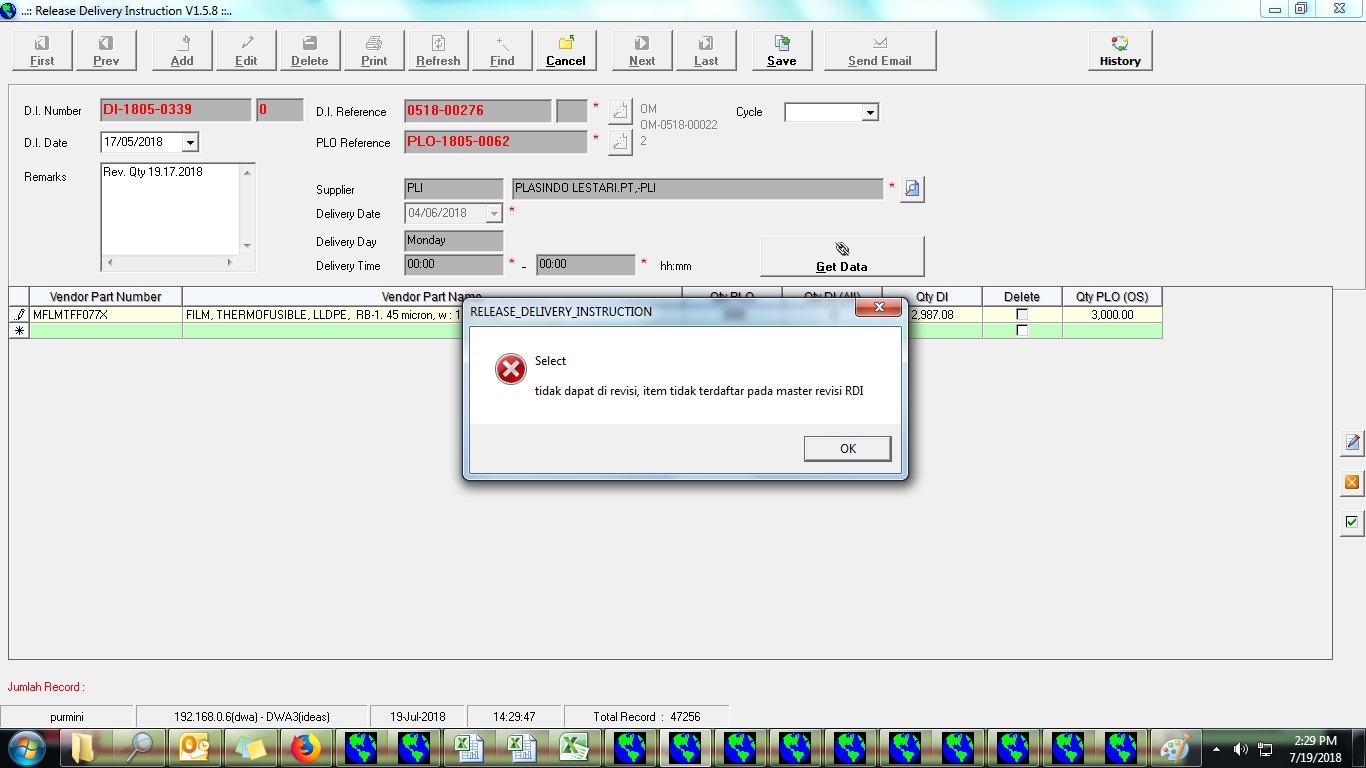 ..:: Release Delivery Instruction V1.5.8 ::..
First Prev Add Edit Delete Print Refresh Find Cancel Next Last Save Send Email History
D.I. Number DI-1805-0339 0 D.I. Reference 0518-00276 * OM Cycle
OM-0518-00022
D.I. Date 17/05/2018 PLO Reference PLO-1805-0062 * 2
Remarks Rev. Qty 19.17.2018
Supplier PLI PLASINDO LESTARI.PT,-PLI *
Delivery Date 04/06/2018 *
Delivery Day Monday
Delivery Time 00:00 * - 00:00 * hh:mm Get Data
Vendor Part Number Vendor Part Name Qty PLO Qty DI (All) Qty DI Delete Qty PLO (OS)
MFLMTFF077X FILM, THERMOFUSIBLE, LLDPE, RB-1. 45 micron, w : 1 2,987.08 3,000.00
RELEASE_DELIVERY_INSTRUCTION
Select
tidak dapat di revisi, item tidak terdaftar pada master revisi RDI
OK
Jumlah Record :
purmini 192.168.0.6(dwa) - DWA3(ideas) 19-Jul-2018 14:29:47 Total Record : 47256
2:29 PM
7/19/2018